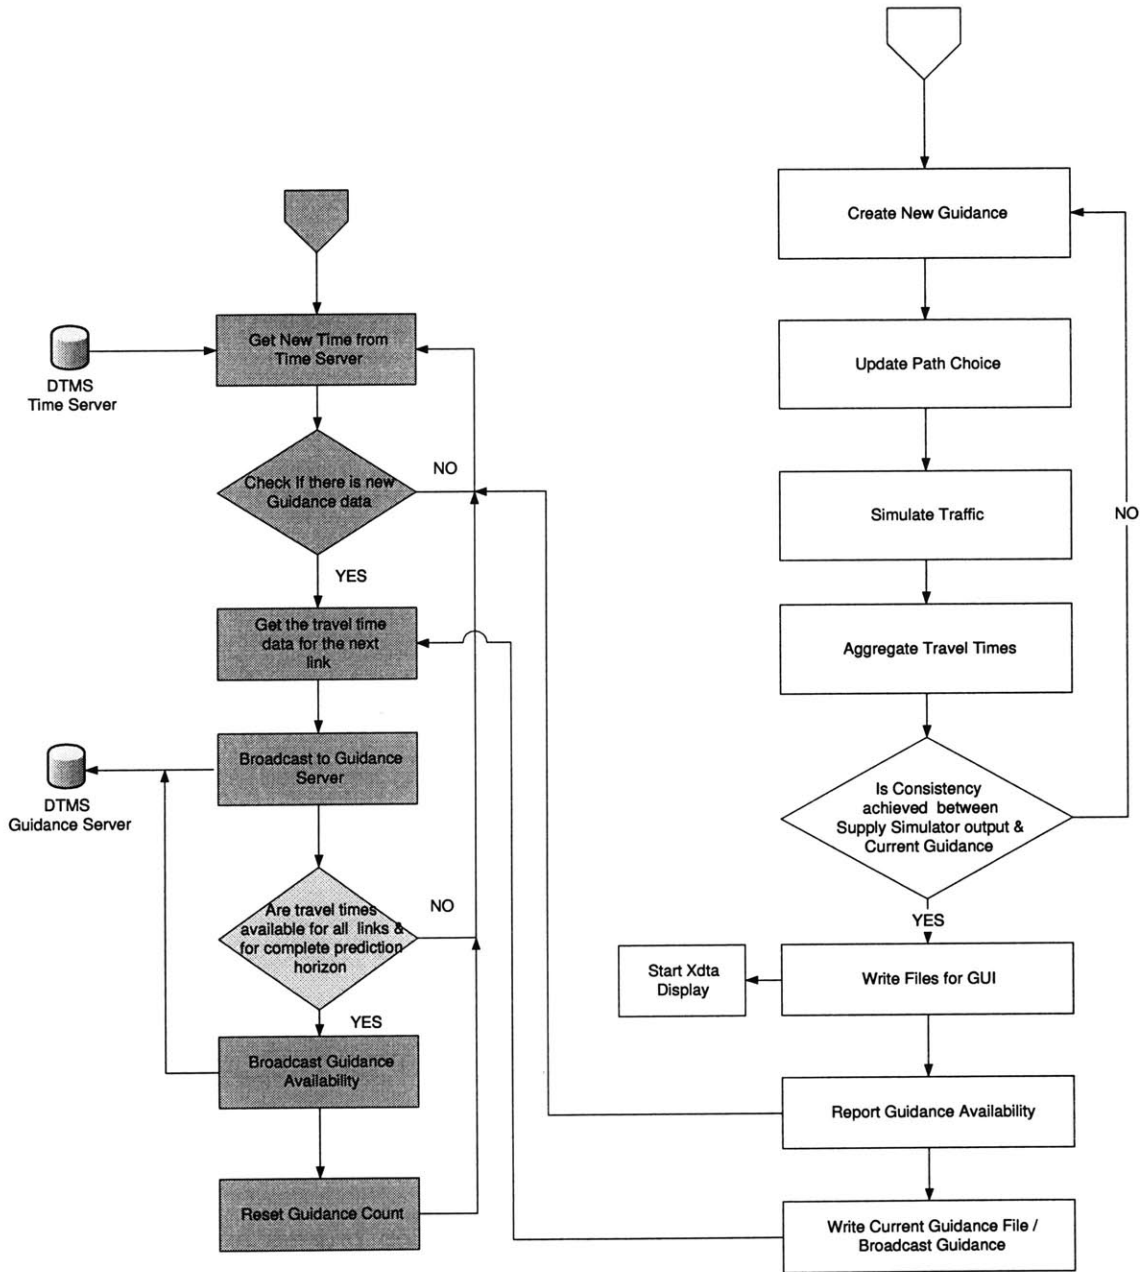 Create New Guidance
Update Path Choice
Simulate Traffic
Aggregate Travel Times
Is Consistency
achieved between
Supply Simulator output &
Current Guidance
NO
YES
Write Files for GUI
Start Xdta
Display
Report Guidance Availability
Write Current Guidance File /
Broadcast Guidance
Get New Time from
Time Server
DTMS
Time Server
Check If there is new
Guidance data
NO
YES
Get the travel time
data for the next
link
Broadcast to Guidance
Server
DTMS
Guidance Server
Are travel times
available for all links &
for complete prediction
horizon
NO
YES
Broadcast Guidance
Availability
Reset Guidance Count